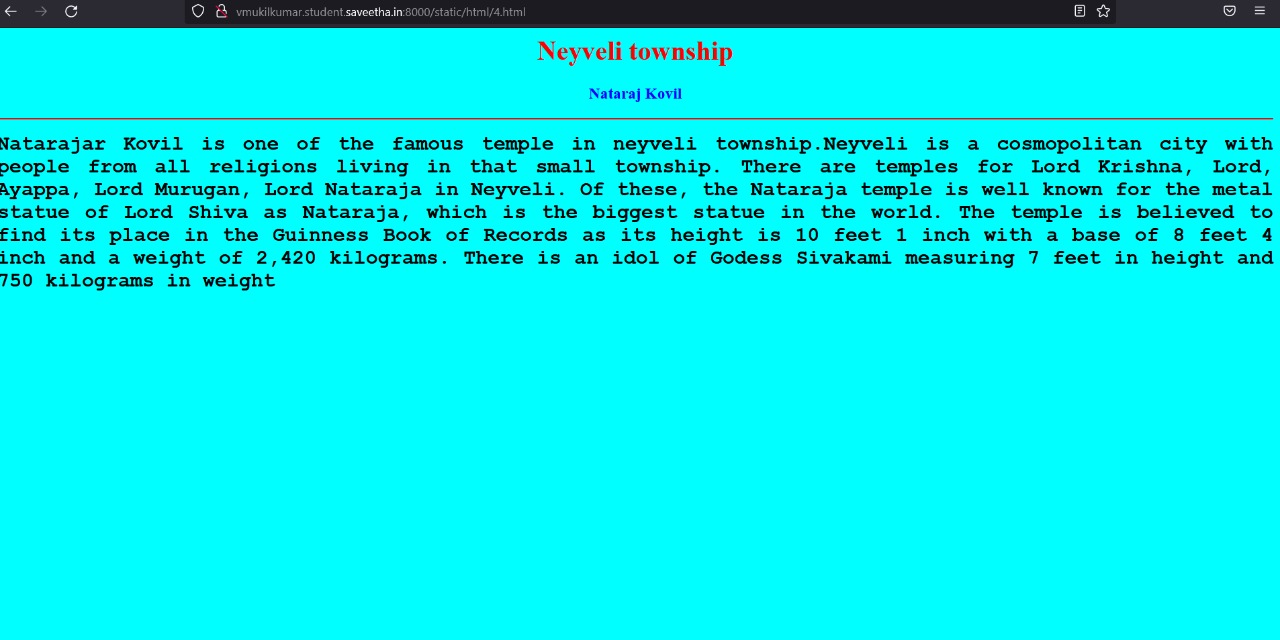 vmukilkumar.student.saveetha.in:8000/static/html/4.html
Neyveli township
Nataraj Kovil
Natarajar Kovil is one of the famous temple in neyveli township.Neyveli is a cosmopolitan city with
people from all religions living in that small township. There are temples for Lord Krishna, Lord,
Ayappa, Lord Murugan, Lord Nataraja in Neyveli. Of these, the Nataraja temple is well known for the metal
statue of Lord Shiva as Nataraja, which is the biggest statue in the world. The temple is believed to
find its place in the Guinness Book of Records as its height is 10 feet 1 inch with a base of 8 feet 4
inch and a weight of 2,420 kilograms. There is an idol of Godess Sivakami measuring 7 feet in height and
750 kilograms in weight